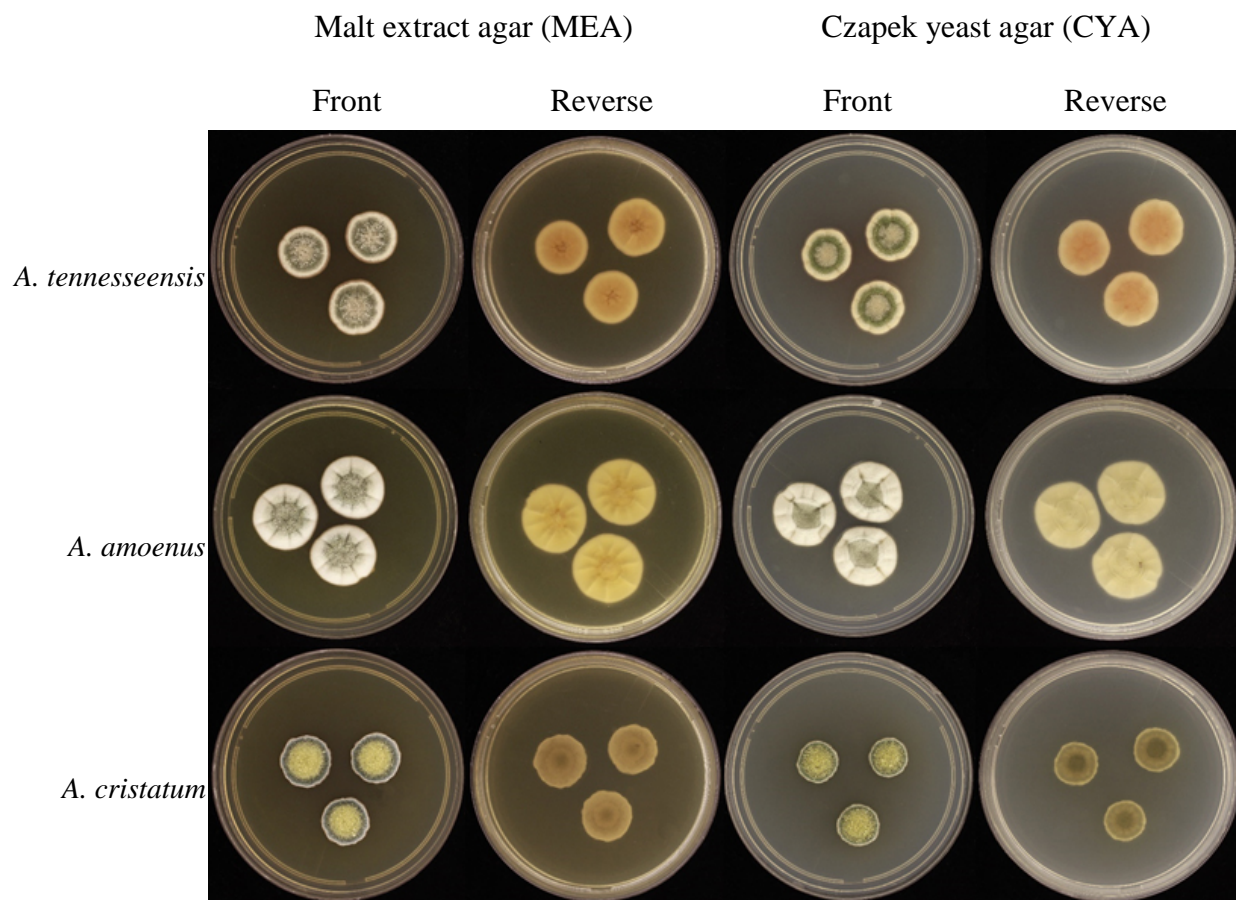 Malt extract agar (MEA) Czapek yeast agar (CYA)
Front Reverse Front Reverse
A. tennesseensis
A. amoenus
A. cristatum